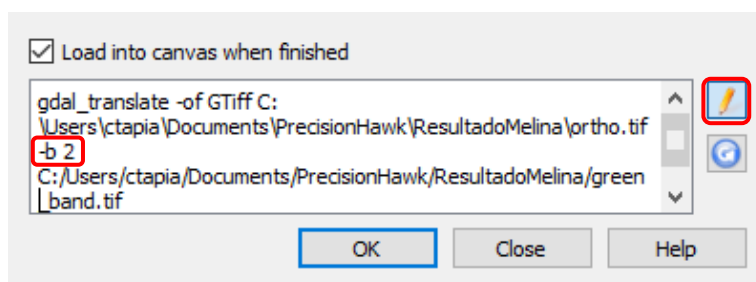 Load into canvas when finished
gdal_translate -of GTiff C:
\Users\ctapia\Documents\PrecisionHawk\ResultadoMelina\ortho.tif
-b 2
C:/Users/ctapia/Documents/PrecisionHawk/ResultadoMelina/green
_band.tif
OK Close Help